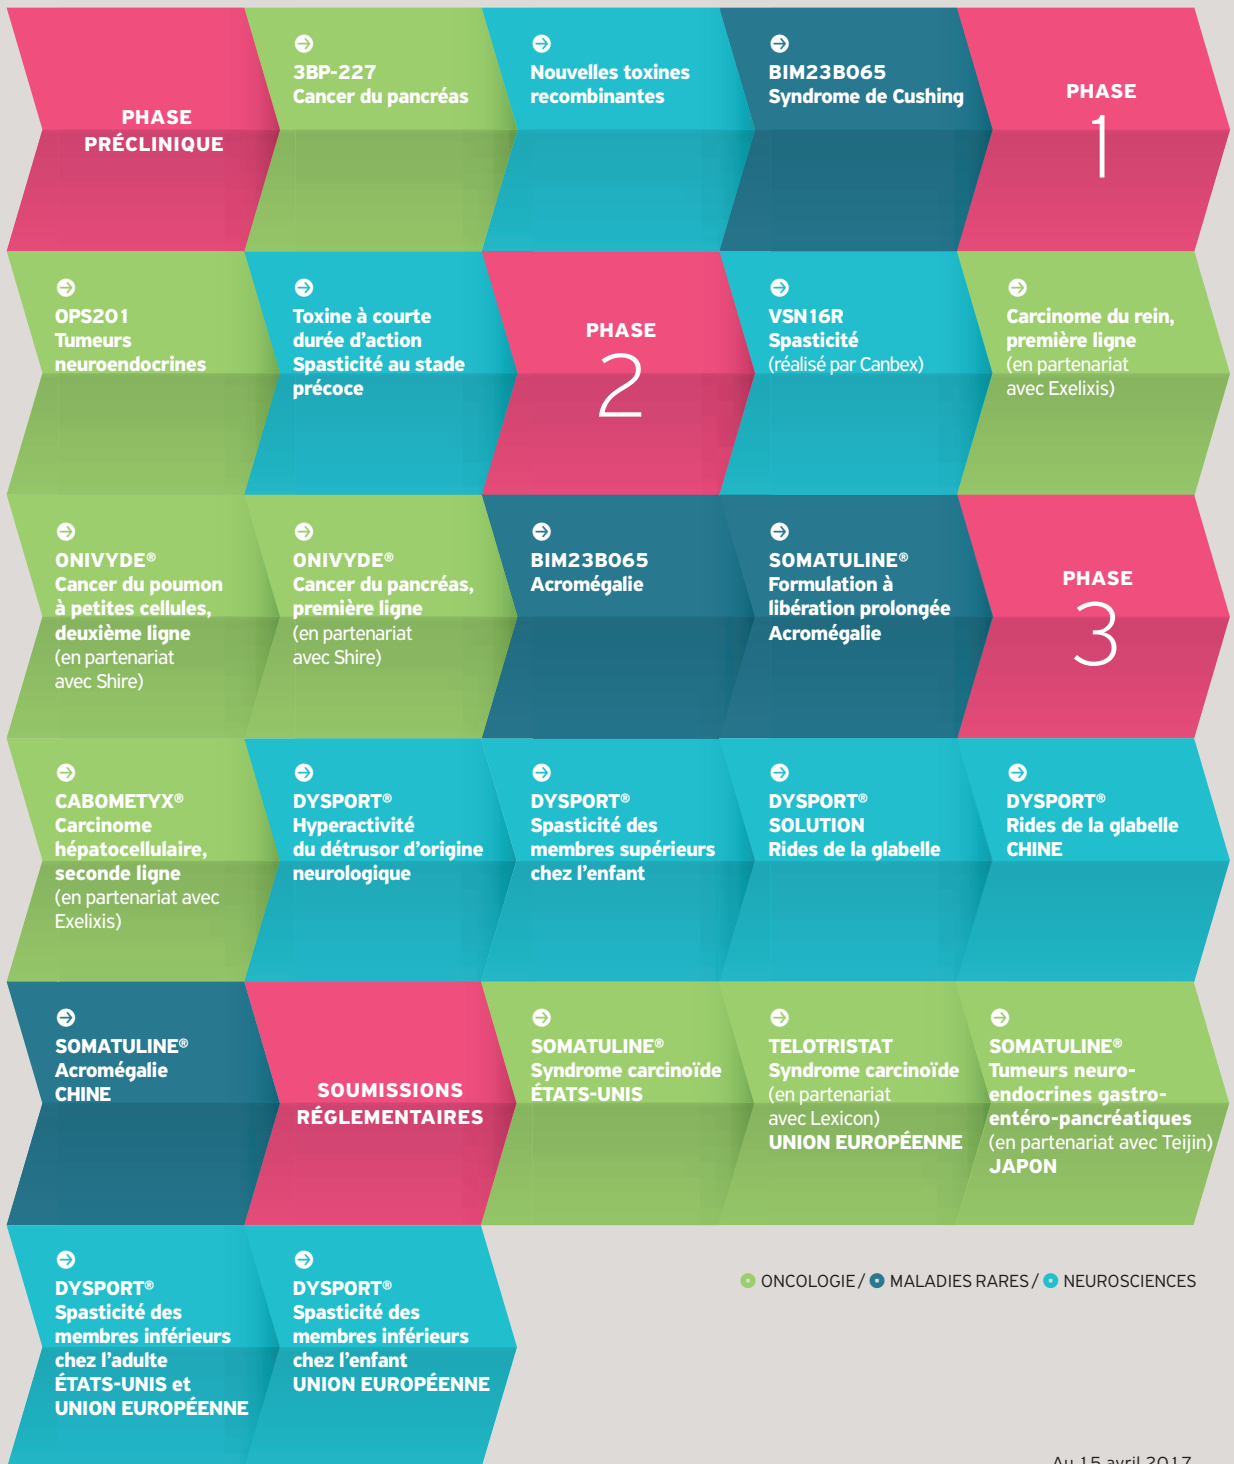 PHASE
PRÉCLINIQUE
3BP-227
Cancer du pancréas
Nouvelles toxines
recombinantes
BIM23B065
Syndrome de Cushing
PHASE
1
OPS201
Tumeurs
neuroendocrines
Toxine à courte
durée d'action
Spasticité au stade
précoce
PHASE
2
VSN16R
Spasticité
(réalisé par Canbex)
Carcinome du rein,
première ligne
(en partenariat
avec Exelixis)
ONIVYDE®
Cancer du poumon
à petites cellules,
deuxième ligne
(en partenariat
avec Shire)
ONIVYDE®
Cancer du pancréas,
première ligne
(en partenariat
avec Shire)
BIM23B065
Acromégalie
SOMATULINE®
Formulation à
libération prolongée
Acromégalie
PHASE
3
CABOMETYX®
Carcinome
hépatocellulaire,
seconde ligne
(en partenariat avec
Exelixis)
DYSPORT®
Hyperactivité
du détrusor d'origine
neurologique
DYSPORT®
Spasticité des
membres supérieurs
chez l'enfant
DYSPORT®
SOLUTION
Rides de la glabelle
DYSPORT®
Rides de la glabelle
CHINE
SOMATULINE®
Acromégalie
CHINE
SOUMISSIONS
RÉGLEMENTAIRES
SOMATULINE®
Syndrome carcinoïde
ÉTATS-UNIS
TELOTRISTAT
Syndrome carcinoïde
(en partenariat
avec Lexicon)
UNION EUROPÉENNE
SOMATULINE®
Tumeurs neuro-
endocrines gastro-
entéro-pancréatiques
(en partenariat avec Teijin)
JAPON
DYSPORT®
Spasticité des
membres inférieurs
chez l'adulte
ÉTATS-UNIS et
UNION EUROPÉENNE
DYSPORT®
Spasticité des
membres inférieurs
chez l'enfant
UNION EUROPÉENNE
ONCOLOGIE / MALADIES RARES / NEUROSCIENCES
Au 15 avril 2017